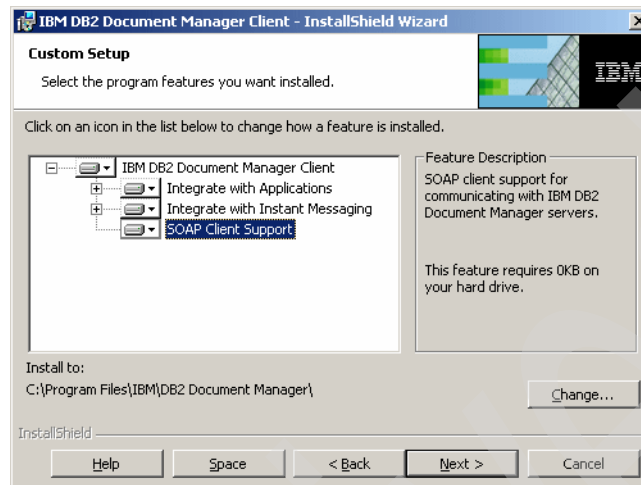 IBM DB2 Document Manager Client - InstallShield Wizard
Custom Setup
Select the program features you want installed.
IBM
Click on an icon in the list below to change how a feature is installed.
IBM DB2 Document Manager Client
Integrate with Applications
Integrate with Instant Messaging
SOAP Client Support
Feature Description
SOAP client support for
communicating with IBM DB2
Document Manager servers.
This feature requires 0KB on
your hard drive.
Install to:
C:\Program Files\IBM\DB2 Document Manager\
Change...
InstallShield
Help
Space
< Back
Next >
Cancel